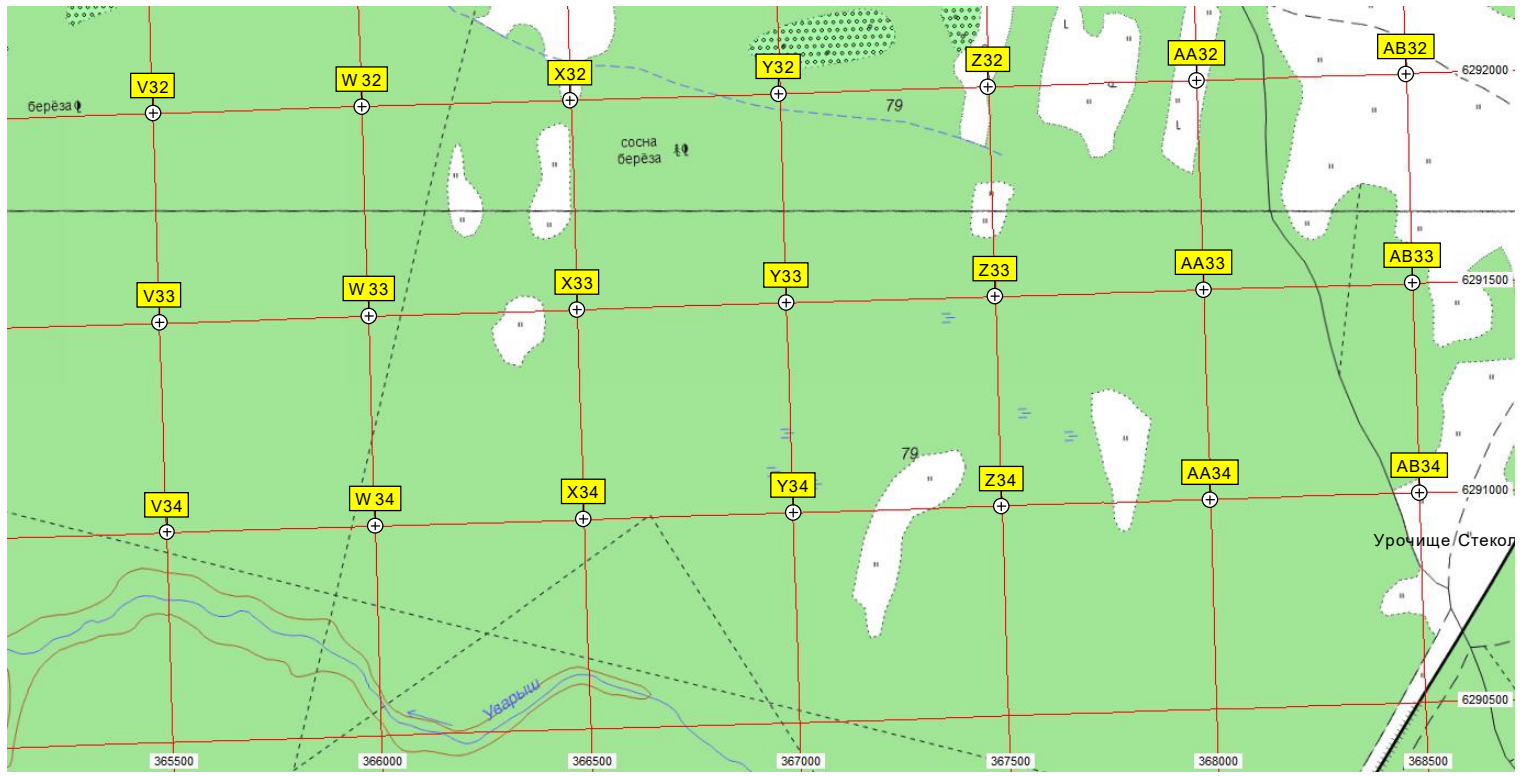 V32
W 32
X32
Y32
Z32
AA32
AB32
6292000
берёза
79
сосна
берёза
V33
W 33
X33
Y33
Z33
AA33
AB33
6291500
79
V34
W 34
X34
Y34
Z34
AA34
AB34
6291000
Урочище Стекол
Уварыш
6290500
365500
366000
366500
367000
367500
368000
368500